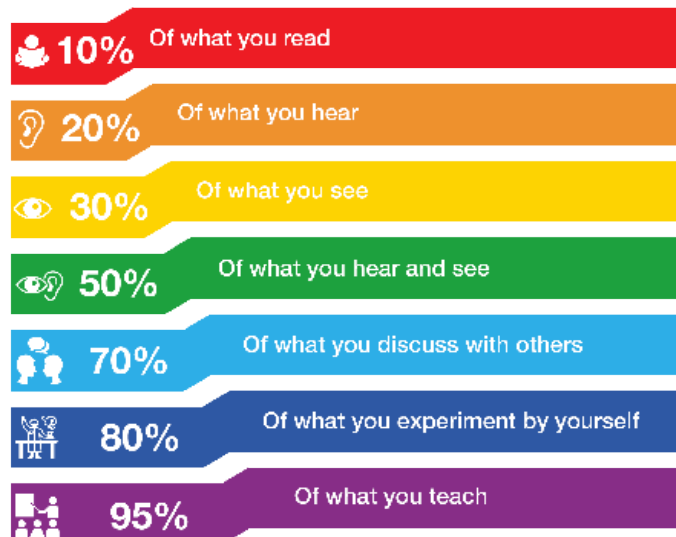 10% Of what you read
20% Of what you hear
30% Of what you see
50% Of what you hear and see
70% Of what you discuss with others
80% Of what you experiment by yourself
95% Of what you teach